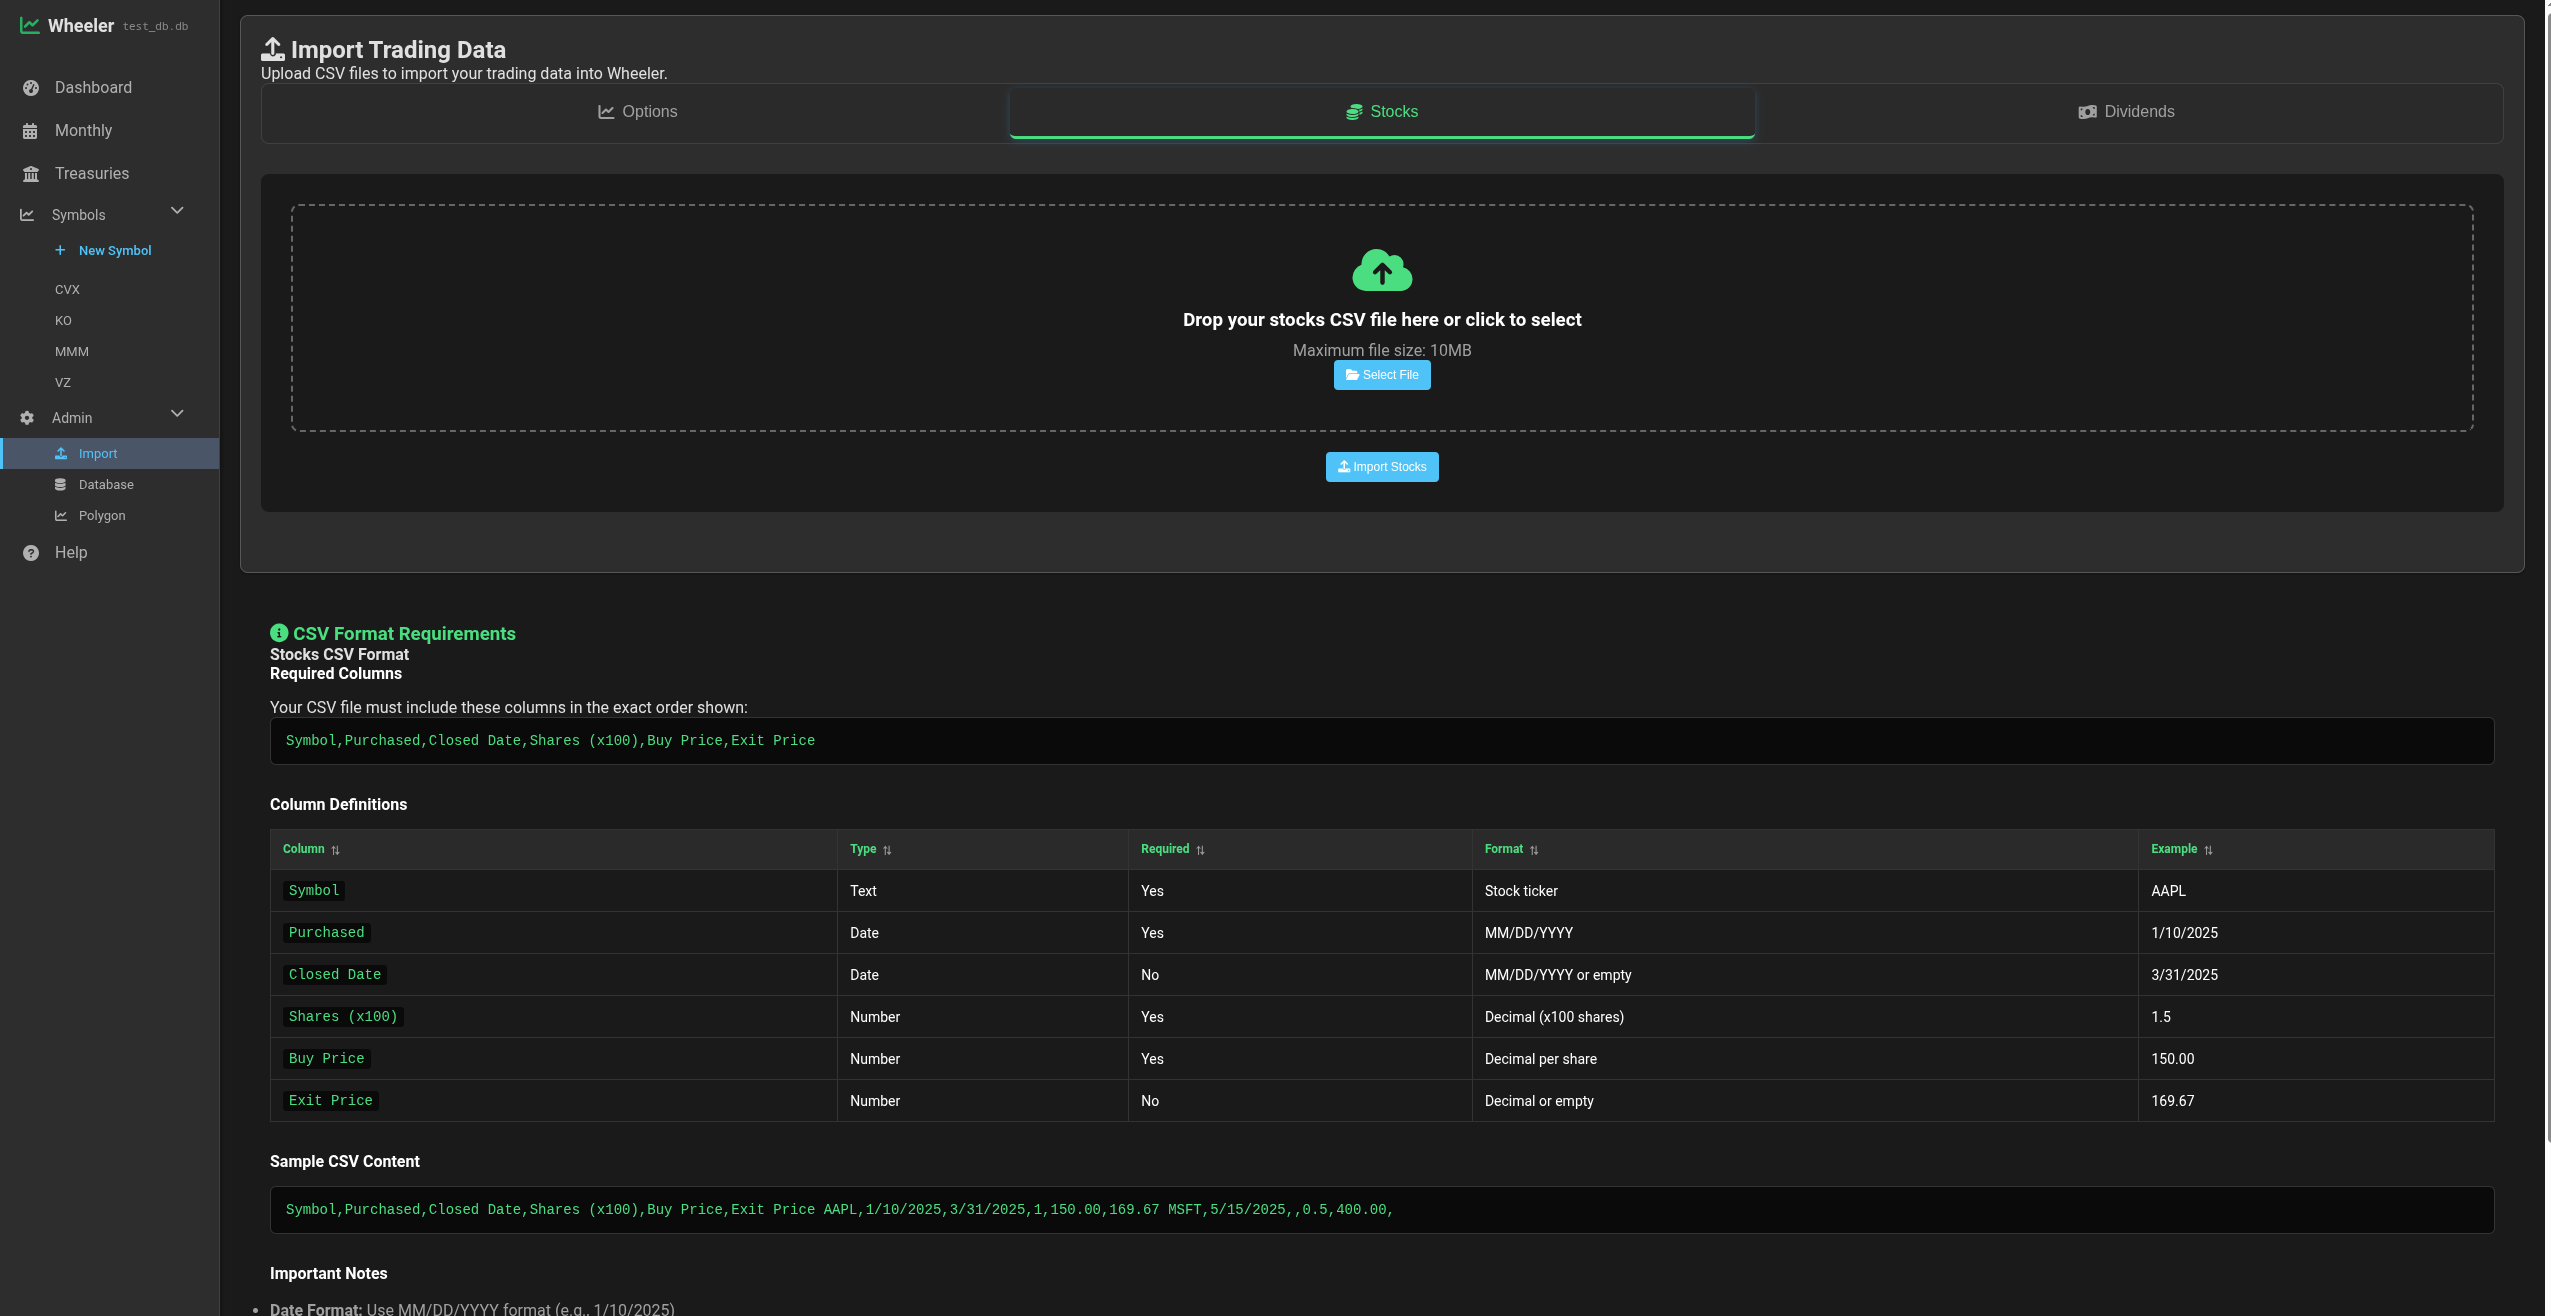 Wheeler test_db.db
Dashboard
Monthly
Treasuries
Symbols
New Symbol
CVX
KO
MMM
VZ
Admin
Import
Database
Polygon
Help
Import Trading Data
Upload CSV files to import your trading data into Wheeler.
Options
Stocks
Dividends
Drop your stocks CSV file here or click to select
Maximum file size: 10MB
Select File
Import Stocks
CSV Format Requirements
Stocks CSV Format
Required Columns
Your CSV file must include these columns in the exact order shown:
Symbol,Purchased,Closed Date,Shares (x100),Buy Price,Exit Price
Column Definitions
Column Type Required Format Example
Symbol Text Yes Stock ticker AAPL
Purchased Date Yes MM/DD/YYYY 1/10/2025
Closed Date Date No MM/DD/YYYY or empty 3/31/2025
Shares (x100) Number Yes Decimal (x100 shares) 1.5
Buy Price Number Yes Decimal per share 150.00
Exit Price Number No Decimal or empty 169.67
Sample CSV Content
Symbol,Purchased,Closed Date,Shares (x100),Buy Price,Exit Price AAPL,1/10/2025,3/31/2025,1,150.00,169.67 MSFT,5/15/2025,,0.5,400.00,
Important Notes
• Date Format: Use MM/DD/YYYY format (e.g., 1/10/2025)